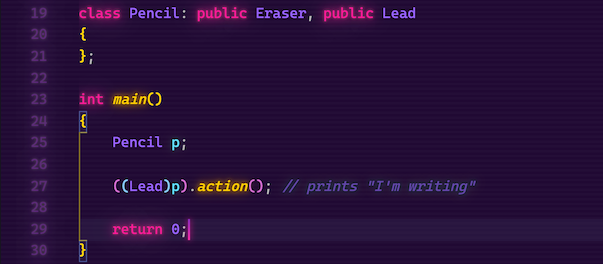 19 class Pencil: public Eraser, public Lead
20 {
21 };
22
23 int main()
24 {
25     Pencil p;
26
27     ((Lead)p).action(); // prints "I'm writing"
28
29     return 0;
30 }